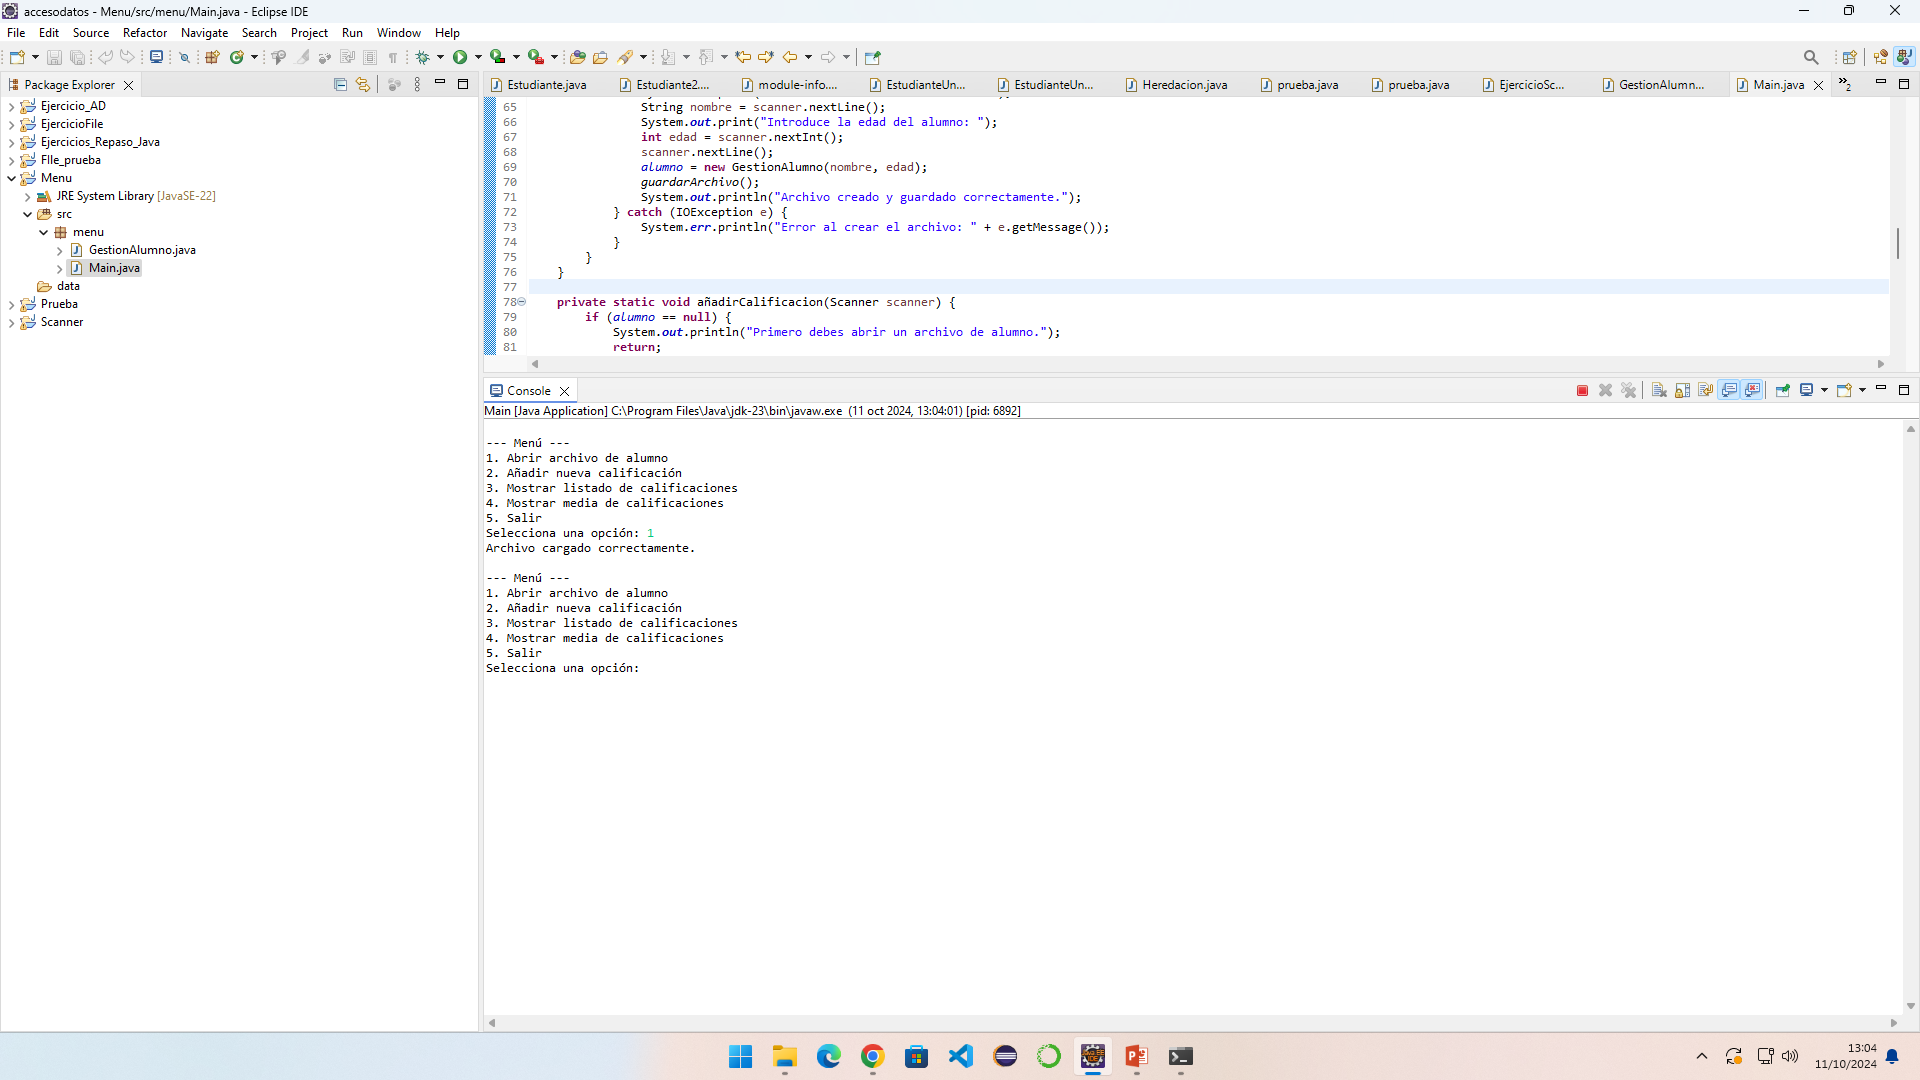 accesodatos - Menu/src/menu/Main.java - Eclipse IDE
File Edit Source Refactor Navigate Search Project Run Window Help
Package Explorer
Ejercicio_AD
EjercicioFile
Ejercicios_Repaso_Java
FIle_prueba
Menu
JRE System Library [JavaSE-22]
src
menu
GestionAlumno.java
Main.java
data
Prueba
Scanner
Estudiante.java Estudiante2.... module-info.... EstudianteUn... EstudianteUn... Heredacion.java prueba.java prueba.java EjercicioSc... GestionAlumn... Main.java »2
65 String nombre = scanner.nextLine();
66 System.out.print("Introduce la edad del alumno: ");
67 int edad = scanner.nextInt();
68 scanner.nextLine();
69 alumno = new GestionAlumno(nombre, edad);
70 guardarArchivo();
71 System.out.println("Archivo creado y guardado correctamente.");
72 } catch (IOException e) {
73 System.err.println("Error al crear el archivo: " + e.getMessage());
74 }
75 }
76 }
77
78 private static void añadirCalificacion(Scanner scanner) {
79 if (alumno == null) {
80 System.out.println("Primero debes abrir un archivo de alumno.");
81 return;
Console
Main [Java Application] C:\Program Files\Java\jdk-23\bin\javaw.exe (11 oct 2024, 13:04:01) [pid: 6892]
--- Menú ---
1. Abrir archivo de alumno
2. Añadir nueva calificación
3. Mostrar listado de calificaciones
4. Mostrar media de calificaciones
5. Salir
Selecciona una opción: 1
Archivo cargado correctamente.
--- Menú ---
1. Abrir archivo de alumno
2. Añadir nueva calificación
3. Mostrar listado de calificaciones
4. Mostrar media de calificaciones
5. Salir
Selecciona una opción:
13:04
11/10/2024